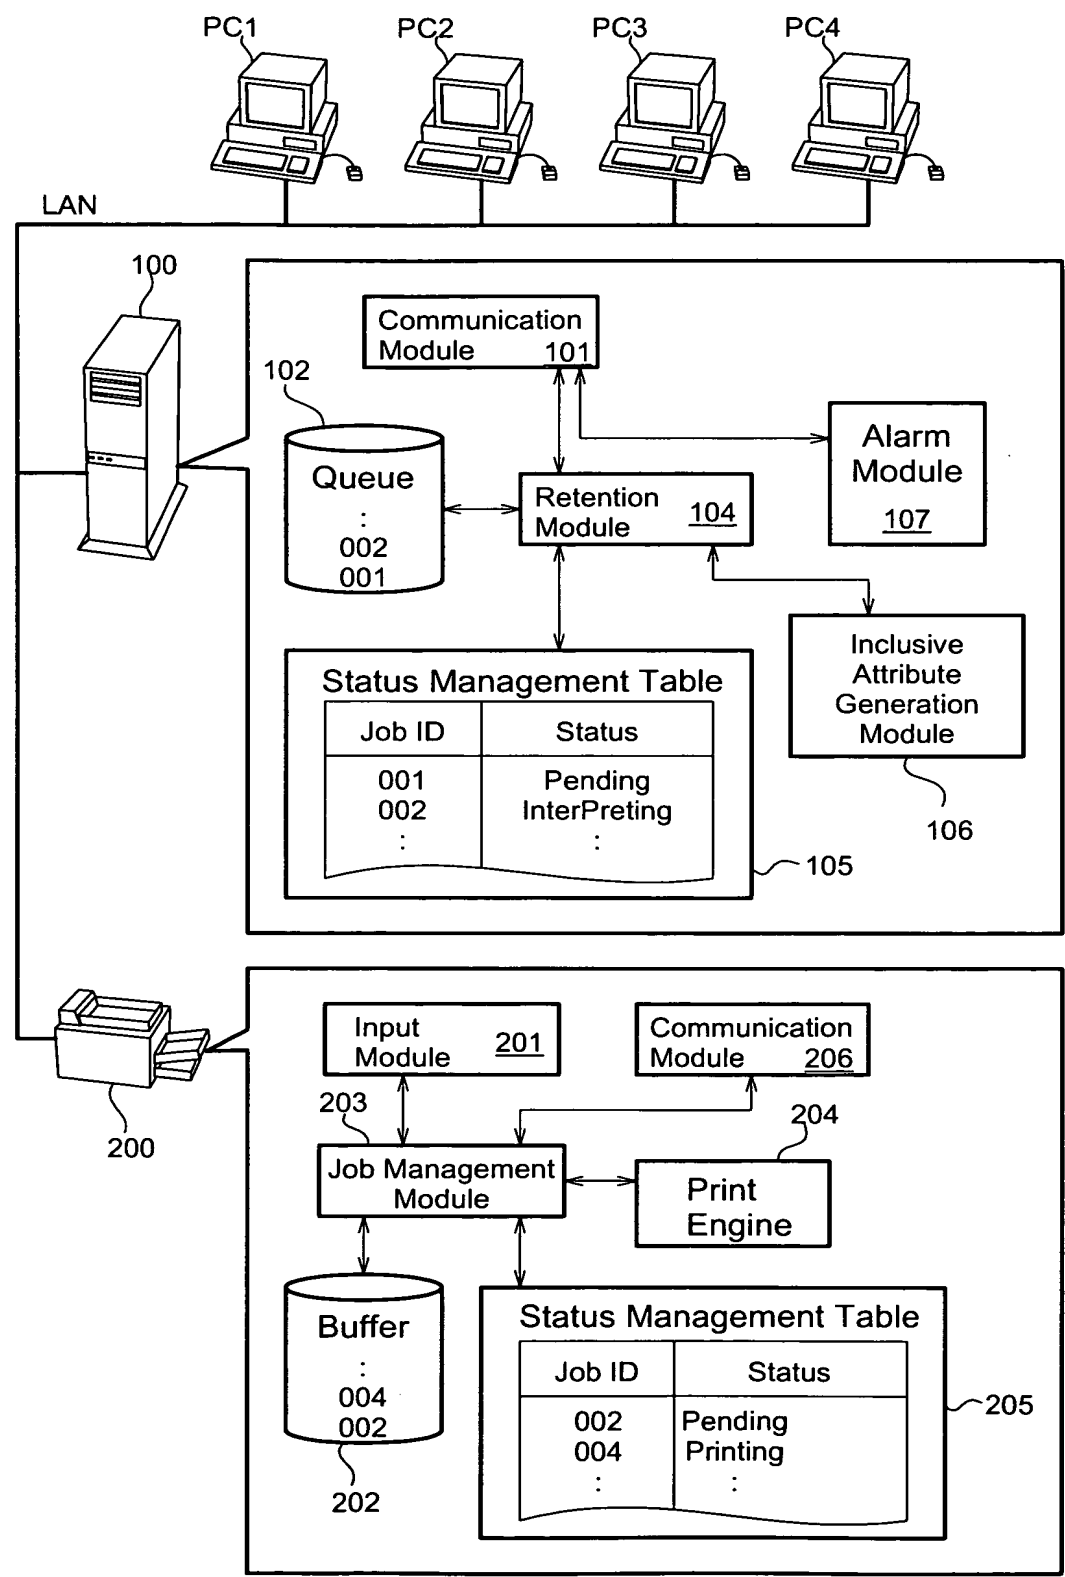 PC1 PC2 PC3 PC4
LAN
100
Communication
Module 101
102
Queue
:
002
001
Retention
Module 104
Alarm
Module
107
Inclusive
Attribute
Generation
Module
106
Status Management Table
Job ID Status
001 Pending
002 InterPreting
: :
105
Input
Module 201
Communication
Module 206
200
203
Job Management
Module
204
Print
Engine
Buffer
:
004
002
202
Status Management Table
Job ID Status
002 Pending
004 Printing
: :
205